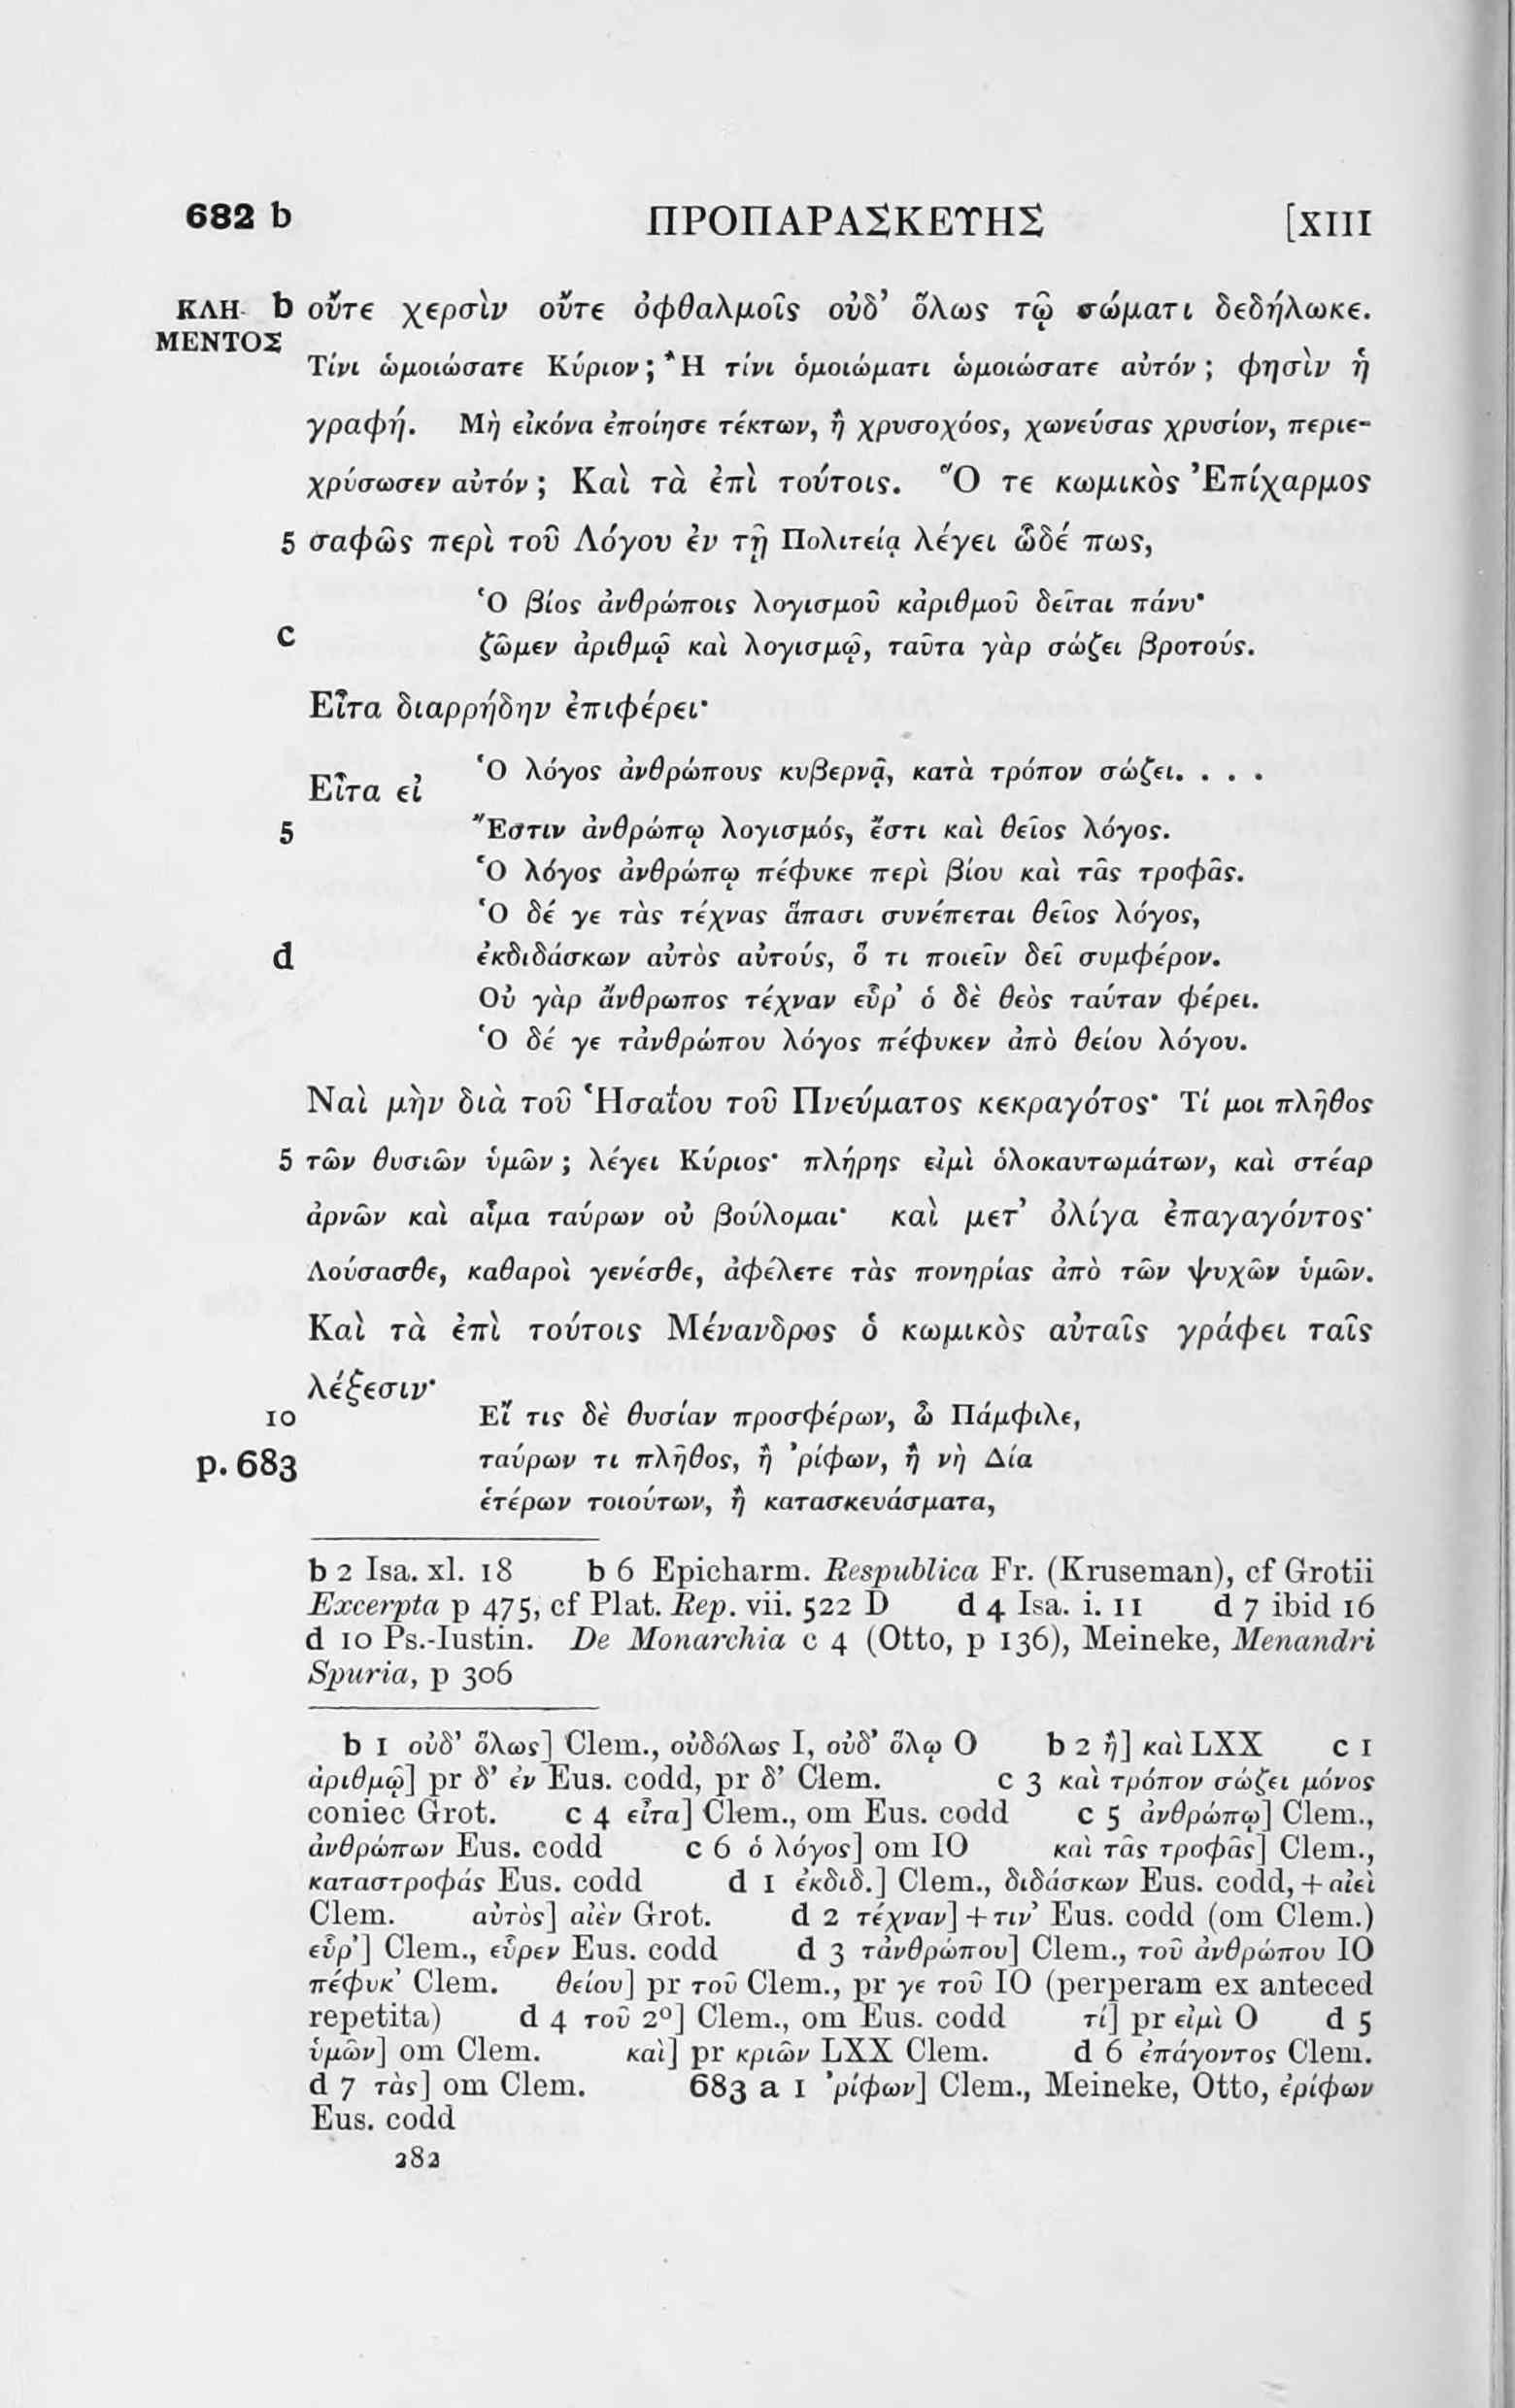 682 b ΠΡΟΠΑΡΑΣΚΕΥΗΣ [XIII
ΚΛΗ- b οὔτε χερσὶν οὔτε ὀφθαλμοῖς οὐδ’ ὅλως τῷ σώματι δεδήλωκε.
ΜΕΝΤΟΣ
Τίνι ὡμοιώσατε Κύριον; Ἢ τίνι ὁμοιώματι ὡμοιώσατε αὐτόν; φησὶν ἡ
γραφή. Μὴ εἰκόνα ἐποίησε τέκτων, ἢ χρυσοχόος, χωνεύσας χρυσίον, περιε-
χρύσωσεν αὐτόν; Καὶ τὰ ἐπὶ τούτοις. Ὅ τε κωμικὸς Ἐπίχαρμος
5 σαφῶς περὶ τοῦ Λόγου ἐν τῇ Πολιτείᾳ λέγει ὧδέ πως,
Ὁ βίος ἀνθρώποις λογισμοῦ κἀριθμοῦ δεῖται πάνυ·
c ζῶμεν ἀριθμῷ καὶ λογισμῷ, ταῦτα γὰρ σώζει βροτούς.
Εἶτα διαρρήδην ἐπιφέρει·
Ὁ λόγος ἀνθρώπους κυβερνᾷ, κατὰ τρόπον σώζει. . . .
Εἶτα εἰ
5 Ἔστιν ἀνθρώπῳ λογισμός, ἔστι καὶ θεῖος λόγος.
Ὁ λόγος ἀνθρώπῳ πέφυκε περὶ βίου καὶ τᾶς τροφᾶς.
Ὁ δέ γε τὰς τέχνας ἅπασι συνέπεται θεῖος λόγος,
d ἐκδιδάσκων αὐτὸς αὐτούς, ὅ τι ποιεῖν δεῖ συμφέρον.
Οὐ γὰρ ἄνθρωπος τέχναν εὗρ’ ὁ δὲ θεὸς ταύταν φέρει.
Ὁ δέ γε τἀνθρώπου λόγος πέφυκεν ἀπὸ θείου λόγου.
Ναὶ μὴν διὰ τοῦ Ἡσαΐου τοῦ Πνεύματος κεκραγότος· Τί μοι πλῆθος
5 τῶν θυσιῶν ὑμῶν; λέγει Κύριος· πλήρης εἰμὶ ὁλοκαυτωμάτων, καὶ στέαρ
ἀρνῶν καὶ αἷμα ταύρων οὐ βούλομαι· καὶ μετ’ ὀλίγα ἐπαγαγόντος·
Λούσασθε, καθαροὶ γενέσθε, ἀφέλετε τὰς πονηρίας ἀπὸ τῶν ψυχῶν ὑμῶν.
Καὶ τὰ ἐπὶ τούτοις Μένανδρος ὁ κωμικὸς αὐταῖς γράφει ταῖς
λέξεσιν·
10 Εἴ τις δὲ θυσίαν προσφέρων, ὦ Πάμφιλε,
p. 683 ταύρων τι πλῆθος, ἢ ’ρίφων, ἢ νὴ Δία
ἑτέρων τοιούτων, ἢ κατασκευάσματα,
b 2 Isa. xl. 18 b 6 Epicharm. Respublica Fr. (Kruseman), cf Grotii
Excerpta p 475, cf Plat. Rep. vii. 522 D d 4 Isa. i. 11 d 7 ibid 16
d 10 Ps.-Iustin. De Monarchia c 4 (Otto, p 136), Meineke, Menandri
Spuria, p 306
b 1 οὐδ’ ὅλως] Clem., οὐδόλως I, οὐδ’ ὅλῳ O b 2 ἢ] καὶ LXX c 1
ἀριθμῷ] pr δ’ ἐν Eus. codd, pr δ’ Clem. c 3 καὶ τρόπον σώζει μόνος
coniec Grot. c 4 εἶτα] Clem., om Eus. codd c 5 ἀνθρώπῳ] Clem.,
ἀνθρώπων Eus. codd c 6 ὁ λόγος] om IO καὶ τᾶς τροφᾶς] Clem.,
καταστροφάς Eus. codd d 1 ἐκδιδ.] Clem., διδάσκων Eus. codd, + αἰεὶ
Clem. αὐτὸς] αἰὲν Grot. d 2 τέχναν] + τιν’ Eus. codd (om Clem.)
εὗρ’] Clem., εὗρεν Eus. codd d 3 τἀνθρώπου] Clem., τοῦ ἀνθρώπου IO
πέφυκ’ Clem. θείου] pr τοῦ Clem., pr γε τοῦ IO (perperam ex anteced
repetita) d 4 τοῦ 2º] Clem., om Eus. codd τί] pr εἰμὶ O d 5
ὑμῶν] om Clem. καὶ] pr κριῶν LXX Clem. d 6 ἐπάγοντος Clem.
d 7 τὰς] om Clem. 683 a 1 ’ρίφων] Clem., Meineke, Otto, ἐρίφων
Eus. codd
282